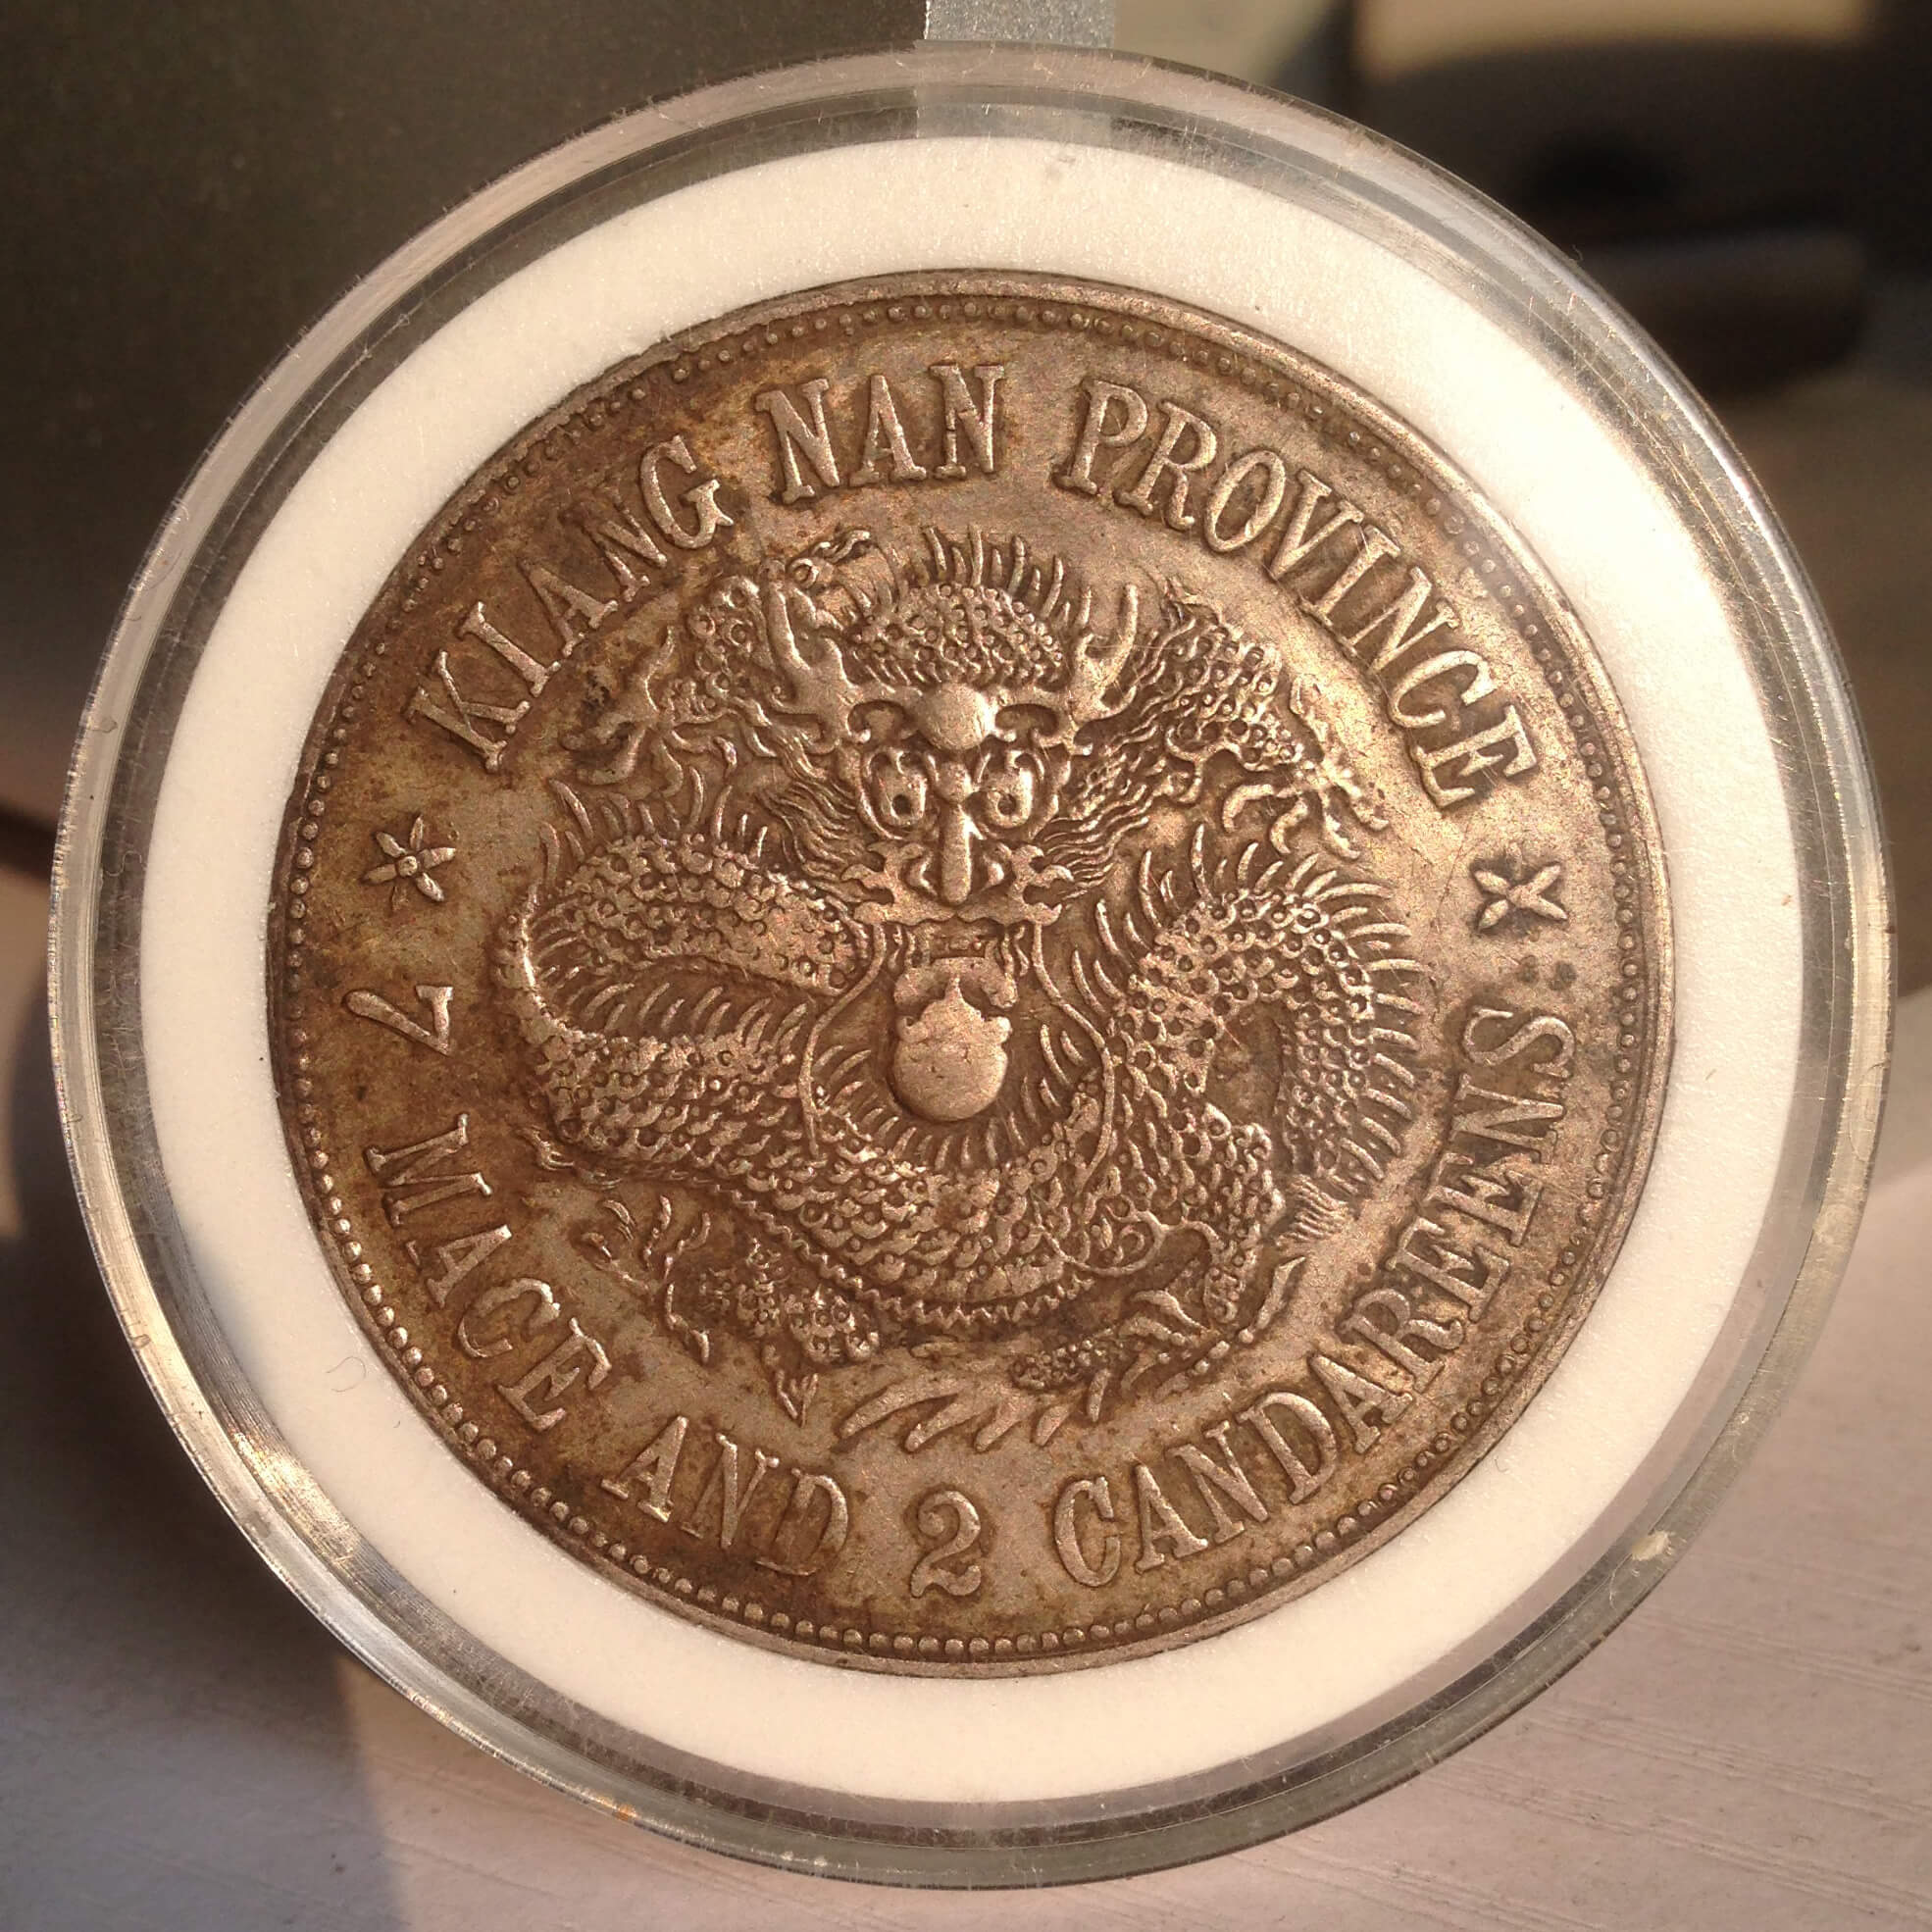 KIANG NAN PROVINCE
7 MACE AND 2 CANDAREENS